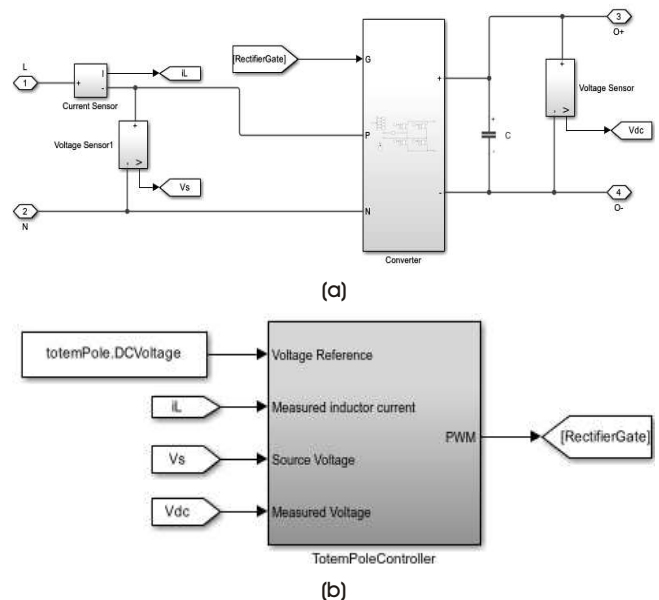 3
O+
L
1
+
I
-
iL
Current Sensor
[RectifierGate]
G
+
+
Voltage Sensor
-
>
Vdc
+
Voltage Sensor1
-
>
Vs
P
+
C
-
2
N
N
-
4
O-
Converter
(a)
totemPole.DCVoltage
Voltage Reference
iL
Measured inductor current
PWM
[RectifierGate]
Vs
Source Voltage
Vdc
Measured Voltage
TotemPoleController
(b)